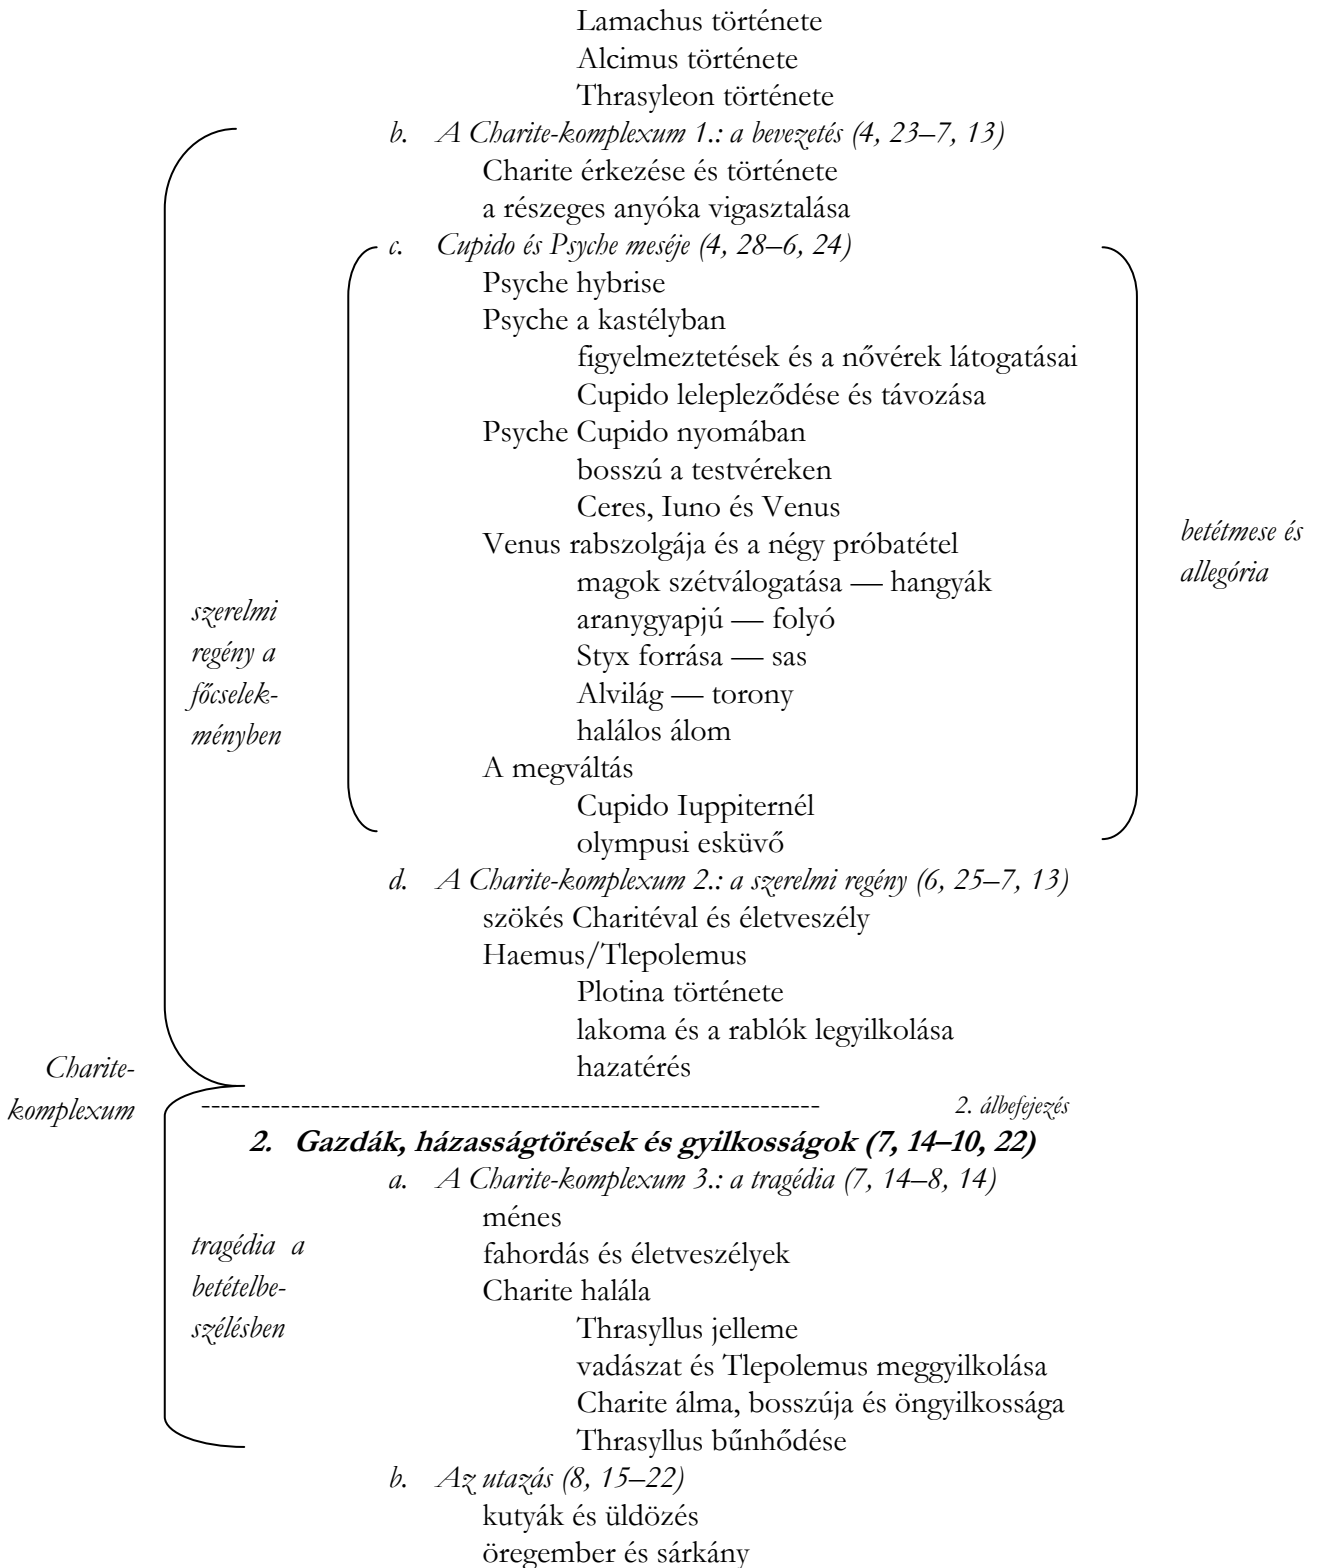 Lamachus története
Alcimus története
Thrasyleon története
b. A Charite-komplexum 1.: a bevezetés (4, 23–7, 13)
Charite érkezése és története
a részeges anyóka vigasztalása
c. Cupido és Psyche meséje (4, 28–6, 24)
Psyche hybrise
Psyche a kastélyban
figyelmeztetések és a nővérek látogatásai
Cupido lelepleződése és távozása
Psyche Cupido nyomában
bosszú a testvéreken
Ceres, Iuno és Venus
Venus rabszolgája és a négy próbatétel
magok szétválogatása — hangyák
aranygyapjú — folyó
Styx forrása — sas
Alvilág — torony
halálos álom
A megváltás
Cupido Iuppiternél
olympusi esküvő
betétmese és
allegória
d. A Charite-komplexum 2.: a szerelmi regény (6, 25–7, 13)
szökés Charitéval és életveszély
Haemus/Tlepolemus
Plotina története
lakoma és a rablók legyilkolása
hazatérés
szerelmi
regény a
főcselek-
ményben
Charite-
komplexum
2. álbefejezés
2. Gazdák, házasságtörések és gyilkosságok (7, 14–10, 22)
a. A Charite-komplexum 3.: a tragédia (7, 14–8, 14)
ménes
fahordás és életveszélyek
Charite halála
Thrasyllus jelleme
vadászat és Tlepolemus meggyilkolása
Charite álma, bosszúja és öngyilkossága
Thrasyllus bűnhődése
tragédia a
betételbe-
szélésben
b. Az utazás (8, 15–22)
kutyák és üldözés
öregember és sárkány